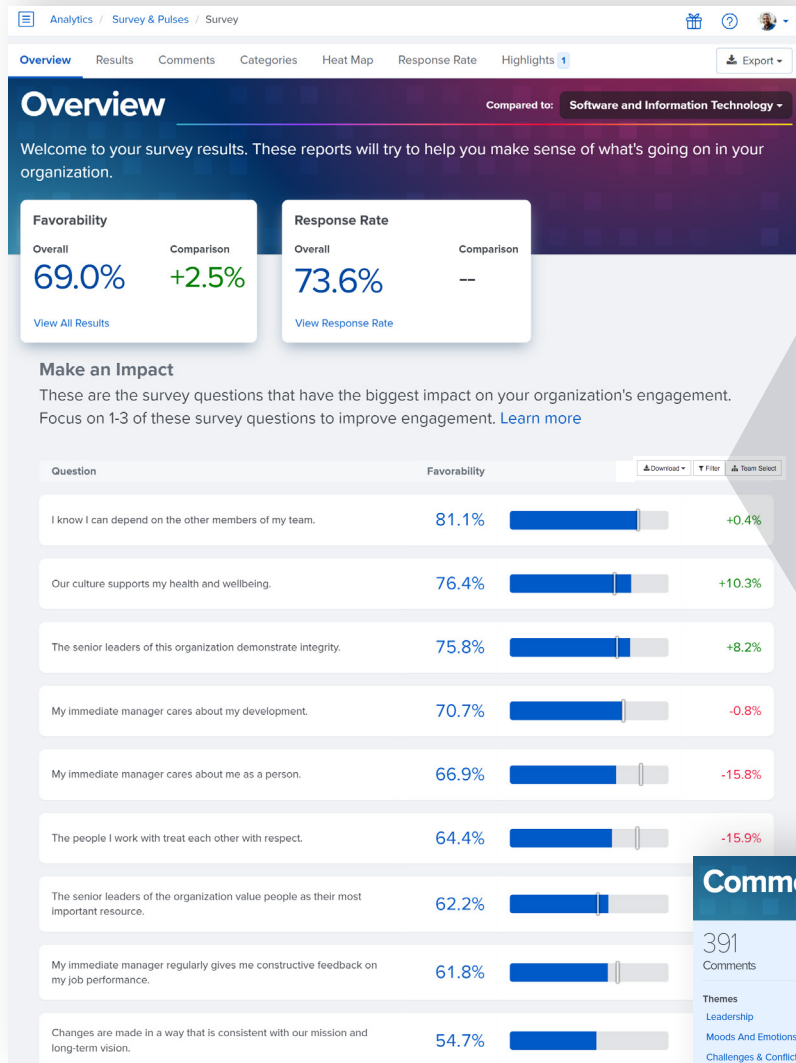 Analytics / Survey & Pulses / Survey
Overview Results Comments Categories Heat Map Response Rate Highlights 1 Export
Overview
Compared to: Software and Information Technology
Welcome to your survey results. These reports will try to help you make sense of what's going on in your
organization.
Favorability
Overall Comparison
69.0% +2.5%
View All Results
Response Rate
Overall Comparison
73.6% --
View Response Rate
Make an Impact
These are the survey questions that have the biggest impact on your organization's engagement.
Focus on 1-3 of these survey questions to improve engagement. Learn more
Question Favorability Download Filter Team Select
I know I can depend on the other members of my team. 81.1% +0.4%
Our culture supports my health and wellbeing. 76.4% +10.3%
The senior leaders of this organization demonstrate integrity. 75.8% +8.2%
My immediate manager cares about my development. 70.7% -0.8%
My immediate manager cares about me as a person. 66.9% -15.8%
The people I work with treat each other with respect. 64.4% -15.9%
The senior leaders of the organization value people as their most
important resource.
62.2%
My immediate manager regularly gives me constructive feedback on
my job performance.
61.8%
Changes are made in a way that is consistent with our mission and
long-term vision.
54.7%
Comme
391
Comments
Themes
Leadership
Moods And Emotions
Challenges & Conflict